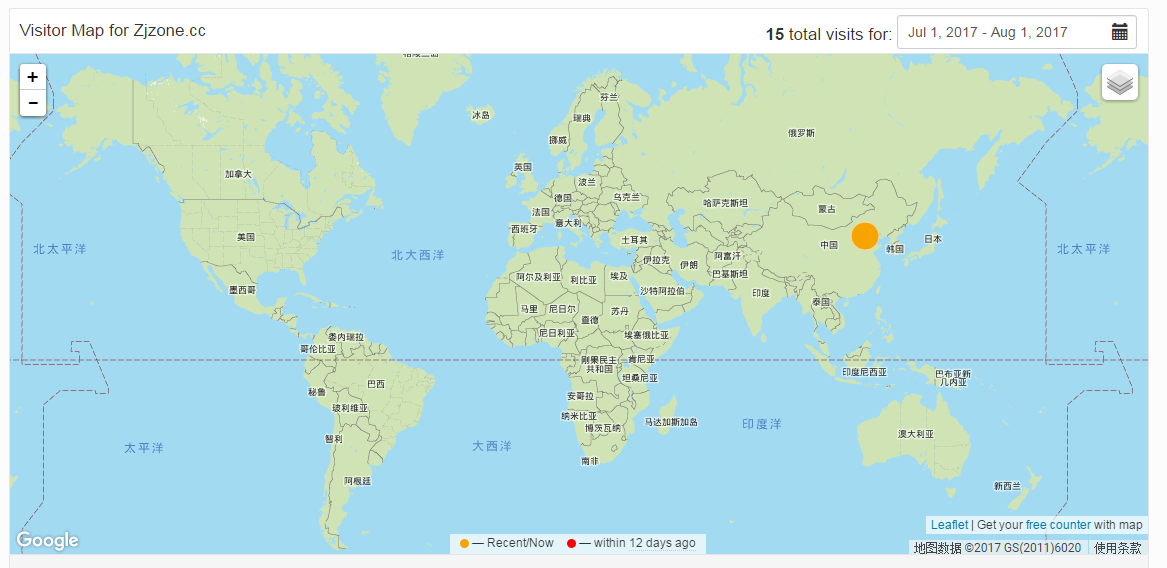 Visitor Map for Zjzone.cc
15 total visits for:
Jul 1, 2017 - Aug 1, 2017
+
-
冰岛
芬兰
瑞典
挪威
俄罗斯
英国
加拿大
波兰
德国
乌克兰
哈萨克斯坦
法国
蒙古
意大利
西班牙
美国
土耳其
中国
日本
韩国
北太平洋
北大西洋
北太平洋
伊拉克
伊朗
阿富汗
巴基斯坦
阿尔及利亚
利比亚
埃及
墨西哥
沙特阿拉伯
印度
泰国
马里
尼日尔
乍得
苏丹
尼日利亚
埃塞俄比亚
委内瑞拉
哥伦比亚
刚果民主
共和国
肯尼亚
印度尼西亚
巴布亚新
几内亚
坦桑尼亚
巴西
秘鲁
安哥拉
玻利维亚
纳米比亚
博茨瓦纳
马达加斯加岛
印度洋
澳大利亚
智利
太平洋
大西洋
南非
阿根廷
新西兰
Leaflet | Get your free counter with map
Google
— Recent/Now — within 12 days ago
地图数据 ©2017 GS(2011)6020 使用条款